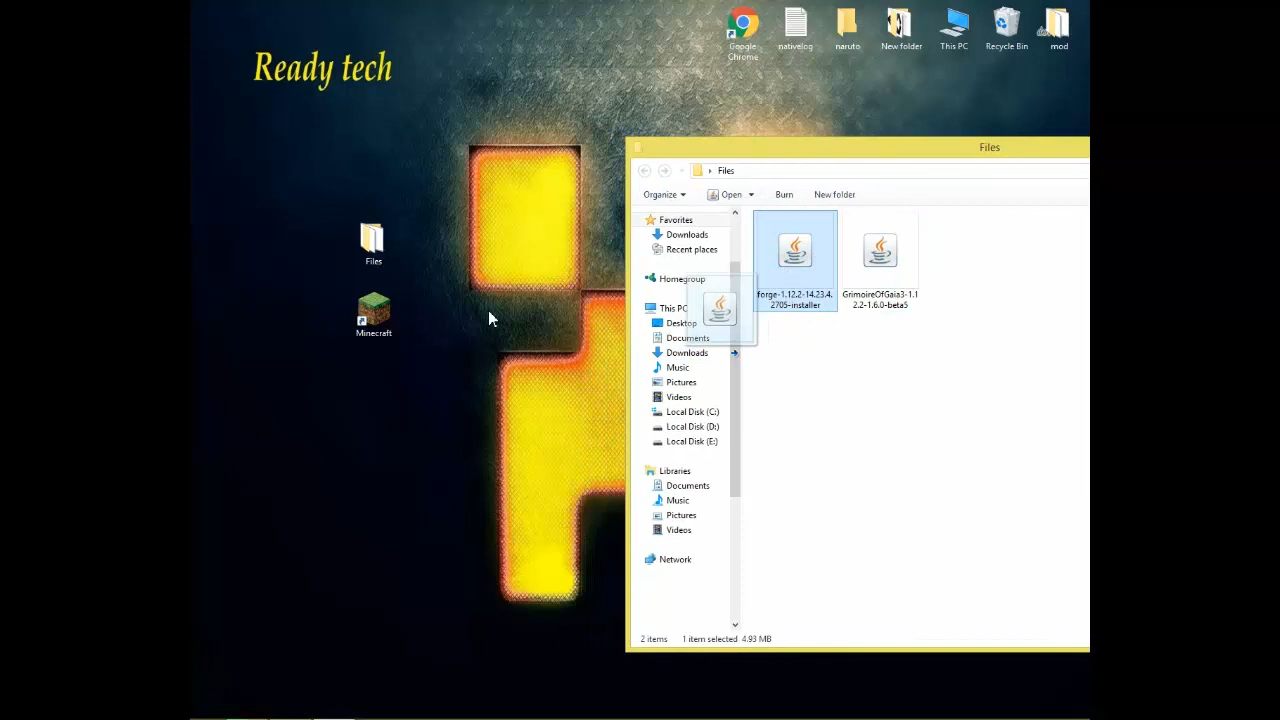 Ready tech
Google
Chrome
nativelog
naruto
New folder
This PC
Recycle Bin
mod
Files
Minecraft
Files
Files
Organize
Open
Burn
New folder
Favorites
Downloads
Recent places
Homegroup
This PC
Desktop
Documents
Downloads
Music
Pictures
Videos
Local Disk (C:)
Local Disk (D:)
Local Disk (E:)
Libraries
Documents
Music
Pictures
Videos
Network
forge-1.12.2-14.23.4.
2705-installer
GrimoireOfGaia3-1.1
2.2-1.6.0-beta5
2 items
1 item selected 4.93 MB